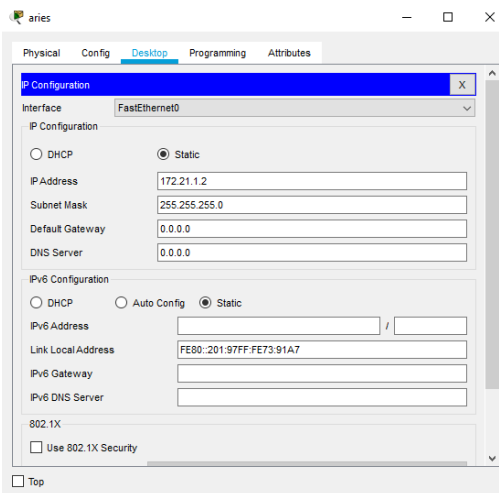 aries
Physical Config Desktop Programming Attributes
IP Configuration X
Interface FastEthernet0
IP Configuration
DHCP Static
IP Address 172.21.1.2
Subnet Mask 255.255.255.0
Default Gateway 0.0.0.0
DNS Server 0.0.0.0
IPv6 Configuration
DHCP Auto Config Static
IPv6 Address /
Link Local Address FE80::201:97FF:FE73:91A7
IPv6 Gateway
IPv6 DNS Server
802.1X
Use 802.1X Security
Top